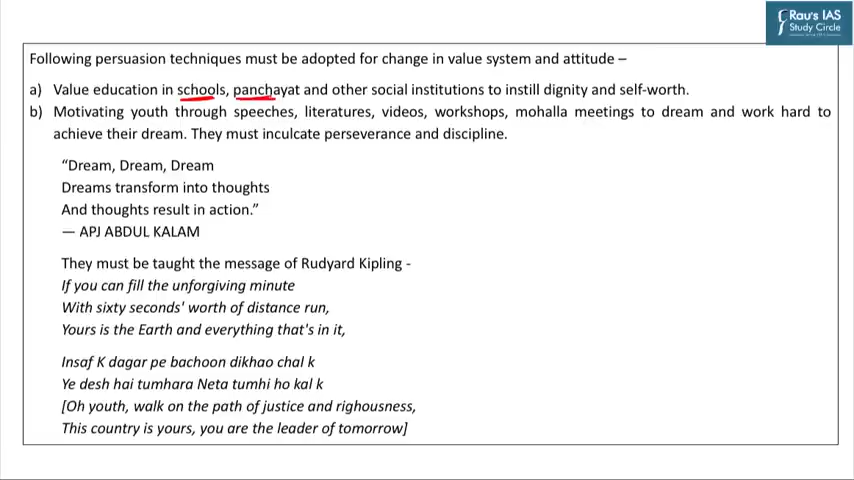 Rau's IAS
Study Circle
Following persuasion techniques must be adopted for change in value system and attitude –
a) Value education in schools, panchayat and other social institutions to instill dignity and self-worth.
b) Motivating youth through speeches, literatures, videos, workshops, mohalla meetings to dream and work hard to
achieve their dream. They must inculcate perseverance and discipline.
“Dream, Dream, Dream
Dreams transform into thoughts
And thoughts result in action.”
— APJ ABDUL KALAM
They must be taught the message of Rudyard Kipling -
If you can fill the unforgiving minute
With sixty seconds' worth of distance run,
Yours is the Earth and everything that's in it,
Insaf K dagar pe bachoon dikhao chal k
Ye desh hai tumhara Neta tumhi ho kal k
[Oh youth, walk on the path of justice and righousness,
This country is yours, you are the leader of tomorrow]